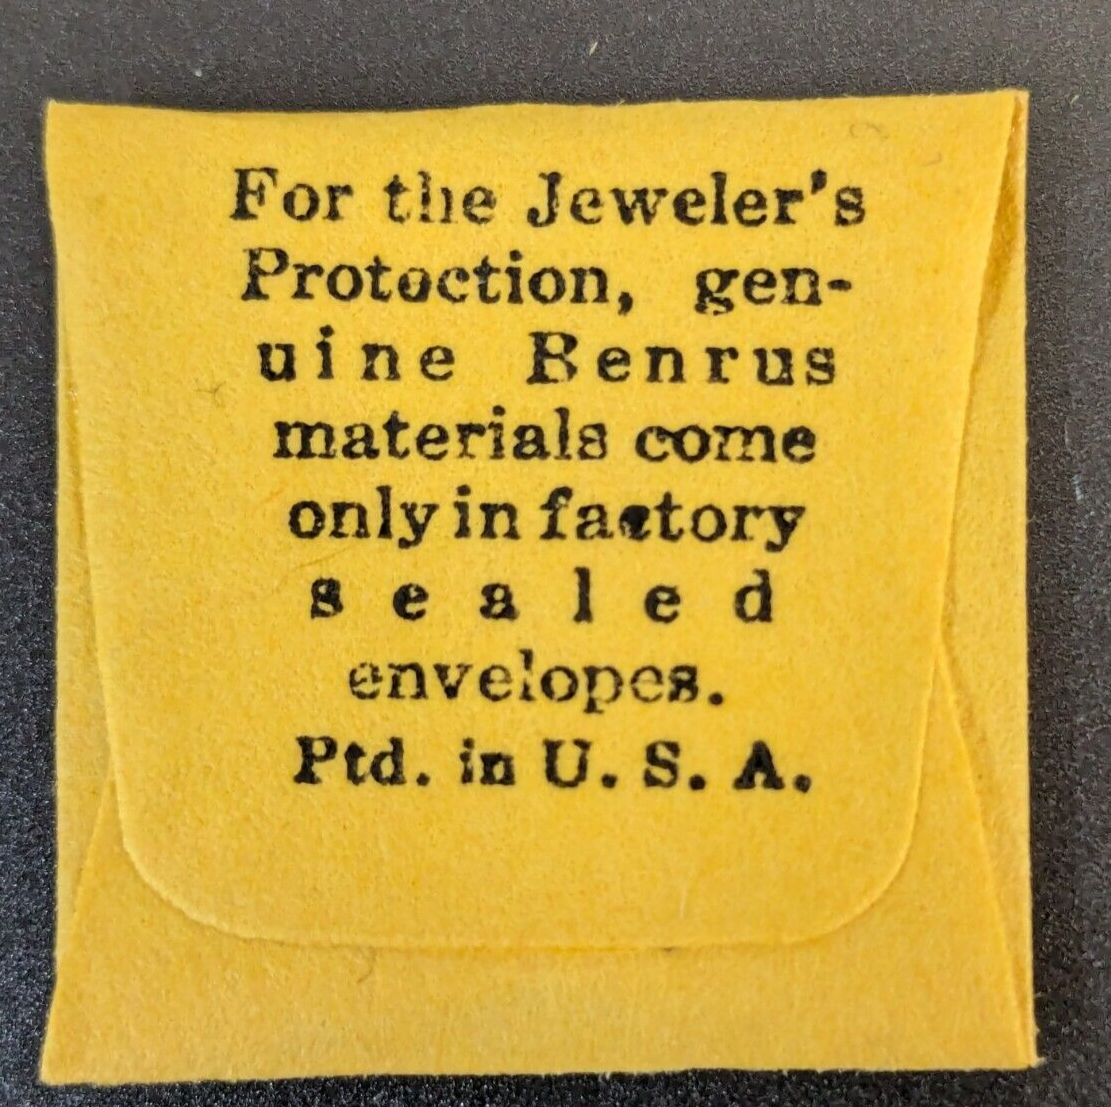 For the Jeweler's
Protection, gen-
uine Benrus
materials come
only in factory
sealed
envelopes.
Ptd. in U. S. A.